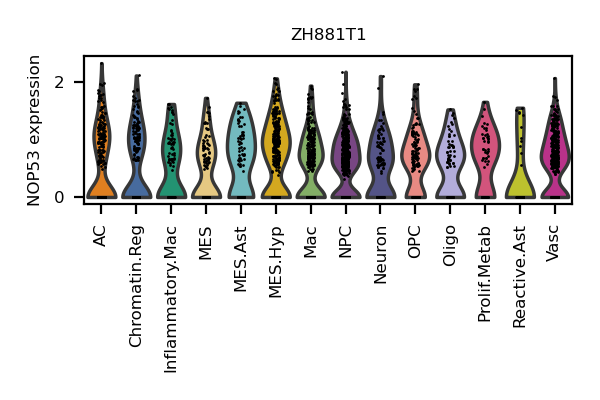 ZH881T1
NOP53 expression
2
0
AC
Chromatin.Reg
Inflammatory.Mac
MES
MES.Ast
MES.Hyp
Mac
NPC
Neuron
OPC
Oligo
Prolif.Metab
Reactive.Ast
Vasc